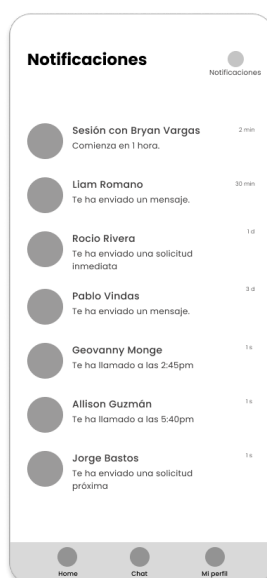 Notificaciones
Notificaciones
Sesión con Bryan Vargas 2 min
Comienza en 1 hora.
Liam Romano 30 min
Te ha enviado un mensaje.
Rocio Rivera 1 d
Te ha enviado una solicitud
inmediata
Pablo Vindas 3 d
Te ha enviado un mensaje.
Geovanny Monge 1 s
Te ha llamado a las 2:45pm
Allison Guzmán 1 s
Te ha llamado a las 5:40pm
Jorge Bastos 1 s
Te ha enviado una solicitud
próxima
Home Chat Mi perfil